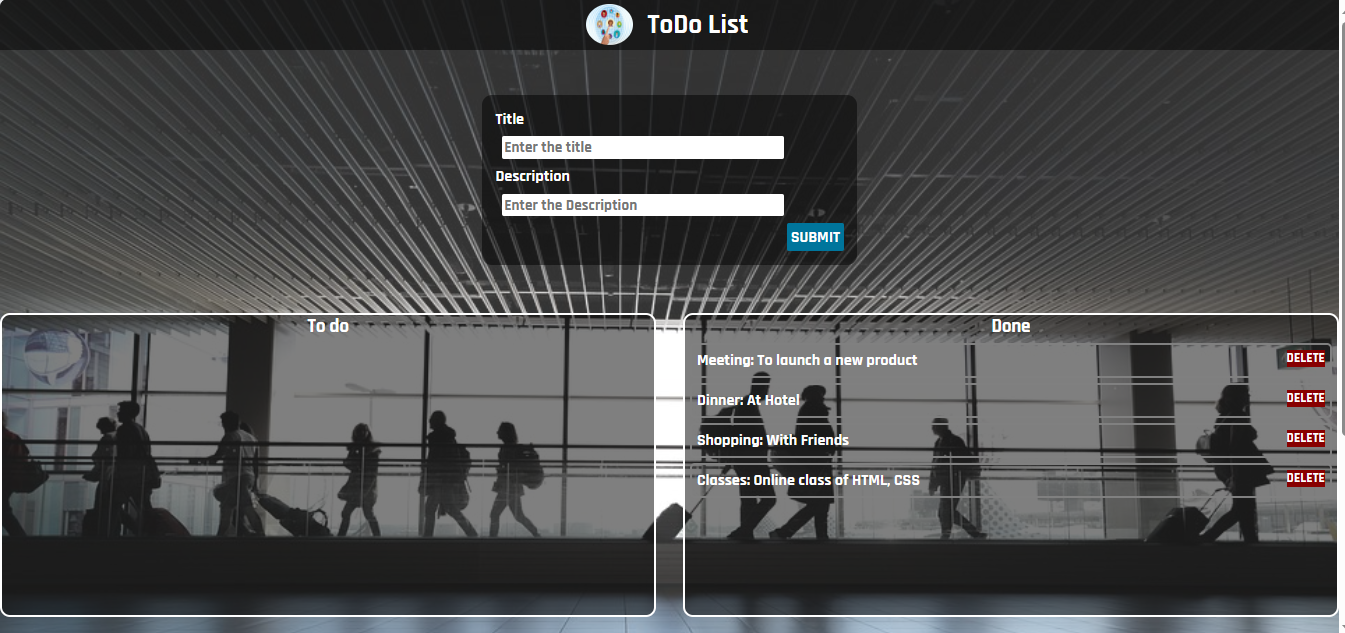 ToDo List
Title
Enter the title
Description
Enter the Description
SUBMIT
To do
Done
Meeting: To launch a new product
DELETE
Dinner: At Hotel
DELETE
Shopping: With Friends
DELETE
Classes: Online class of HTML, CSS
DELETE